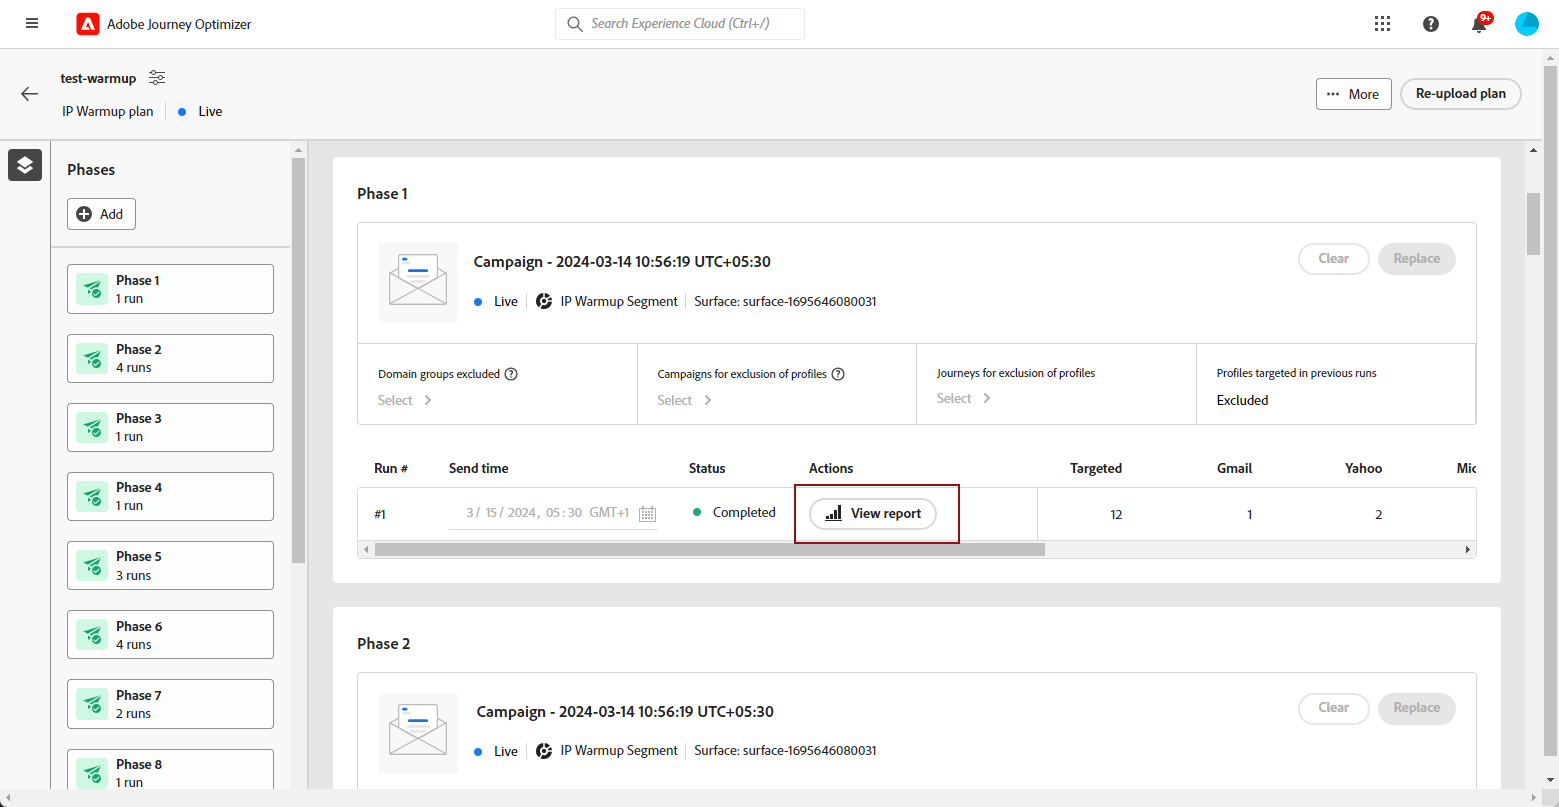 Adobe Journey Optimizer
Search Experience Cloud (Ctrl+/)
9+
test-warmup
IP Warmup plan
Live
More
Re-upload plan
Phases
Add
Phase 1
1 run
Phase 2
4 runs
Phase 3
1 run
Phase 4
1 run
Phase 5
3 runs
Phase 6
4 runs
Phase 7
2 runs
Phase 8
1 run
Phase 1
Campaign - 2024-03-14 10:56:19 UTC+05:30
Clear
Replace
Live
IP Warmup Segment
Surface: surface-1695646080031
Domain groups excluded
Select
Campaigns for exclusion of profiles
Select
Journeys for exclusion of profiles
Select
Profiles targeted in previous runs
Excluded
Run # Send time Status Actions Targeted Gmail Yahoo Mic
#1 3/ 15/ 2024, 05:30 GMT+1 Completed View report 12 1 2
Phase 2
Campaign - 2024-03-14 10:56:19 UTC+05:30
Clear
Replace
Live
IP Warmup Segment
Surface: surface-1695646080031